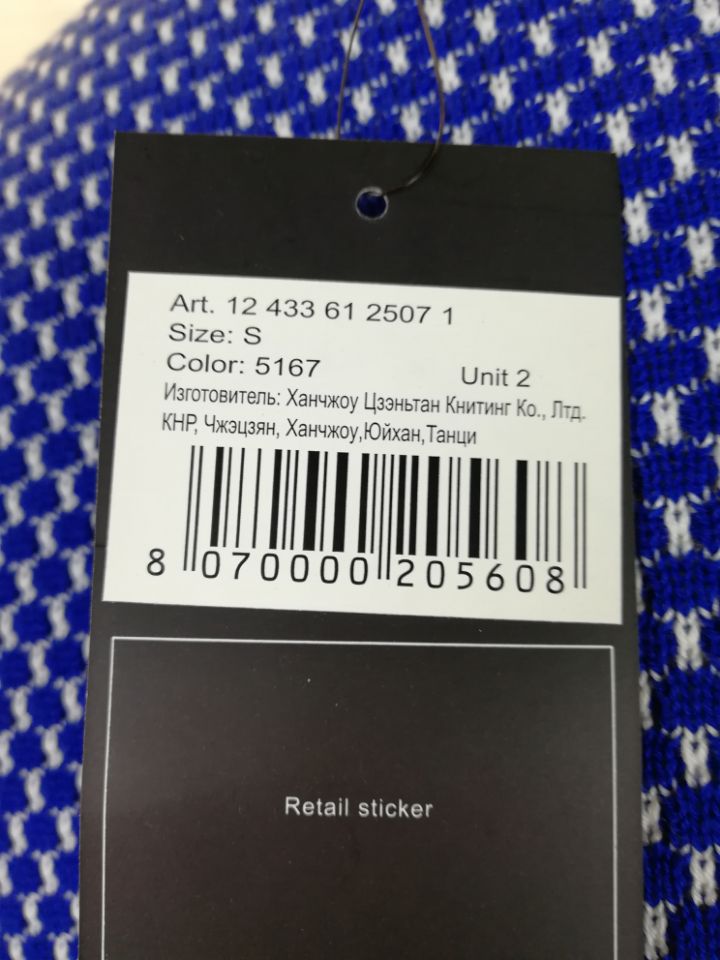 Art. 12 433 61 2507 1
Size: S
Color: 5167 Unit 2
Изготовитель: Ханчжоу Цзэньтан Книтинг Ко., Лтд.
КНР, Чжэцзян, Ханчжоу,Юйхан,Танци
8 070000 205608
Retail sticker